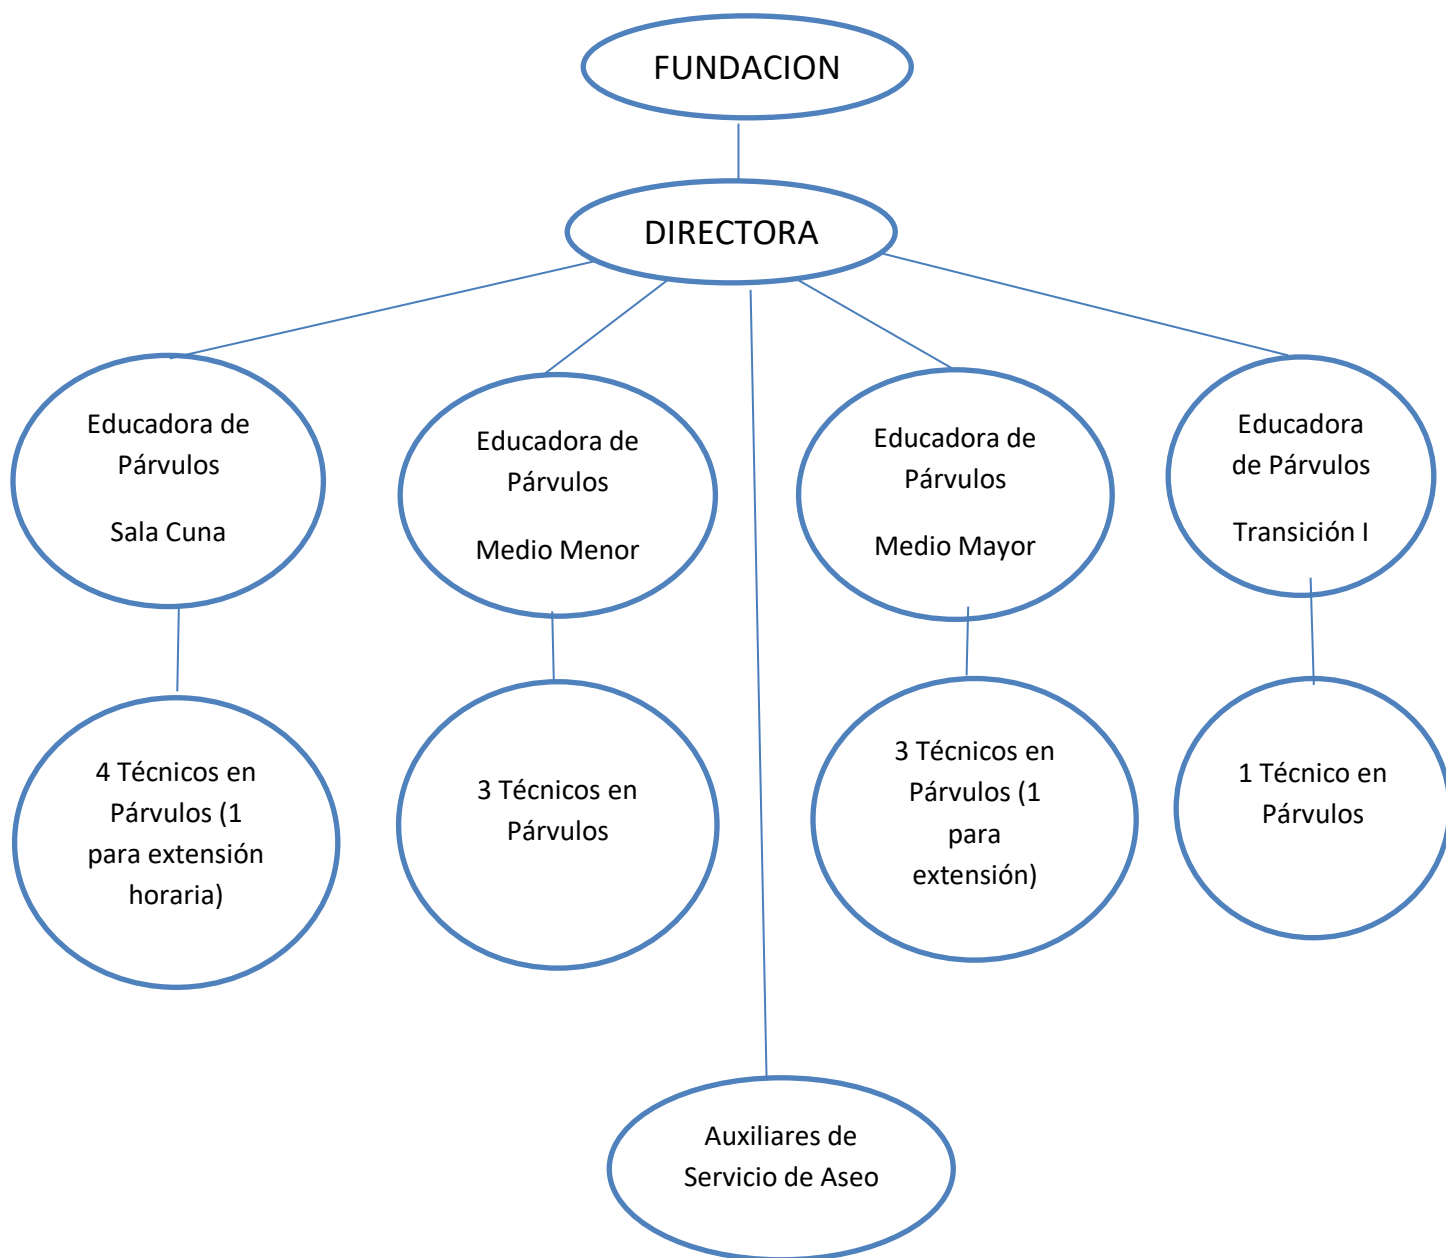 FUNDACION
DIRECTORA
Educadora de
Párvulos
Sala Cuna
Educadora de
Párvulos
Medio Menor
Educadora de
Párvulos
Medio Mayor
Educadora
de Párvulos
Transición I
4 Técnicos en
Párvulos (1
para extensión
horaria)
3 Técnicos en
Párvulos
3 Técnicos en
Párvulos (1
para
extensión)
1 Técnico en
Párvulos
Auxiliares de
Servicio de Aseo